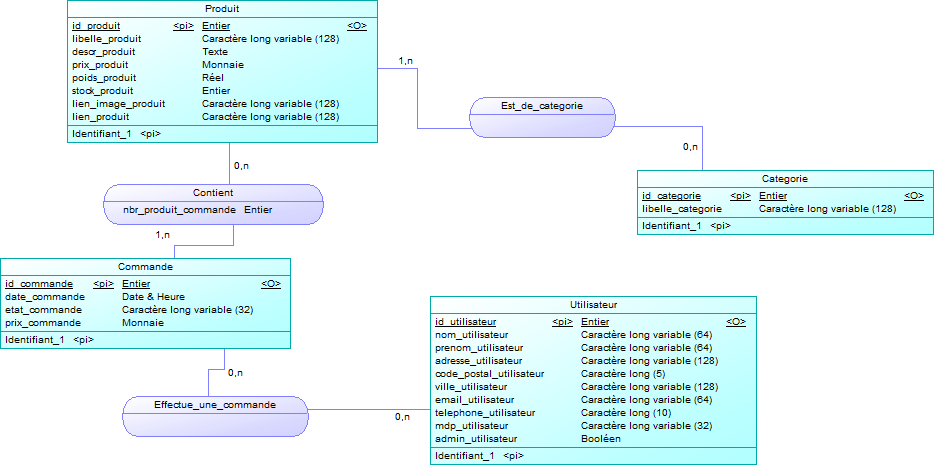 Produit
id_produit <pi> Entier <O>
libelle_produit Caractère long variable (128)
descr_produit Texte
prix_produit Monnaie
poids_produit Réel
stock_produit Entier
lien_image_produit Caractère long variable (128)
lien_produit Caractère long variable (128)
Identifiant_1 <pi>
1,n
Est_de_categorie
0,n
0,n
Categorie
id_categorie <pi> Entier <O>
libelle_categorie Caractère long variable (128)
Identifiant_1 <pi>
Contient
nbr_produit_commande Entier
1,n
Commande
id_commande <pi> Entier <O>
date_commande Date & Heure
etat_commande Caractère long variable (32)
prix_commande Monnaie
Identifiant_1 <pi>
0,n
Effectue_une_commande
0,n
Utilisateur
id_utilisateur <pi> Entier <O>
nom_utilisateur Caractère long variable (64)
prenom_utilisateur Caractère long variable (64)
adresse_utilisateur Caractère long variable (128)
code_postal_utilisateur Caractère long (5)
ville_utilisateur Caractère long variable (128)
email_utilisateur Caractère long variable (64)
telephone_utilisateur Caractère long (10)
mdp_utilisateur Caractère long variable (32)
admin_utilisateur Booléen
Identifiant_1 <pi>